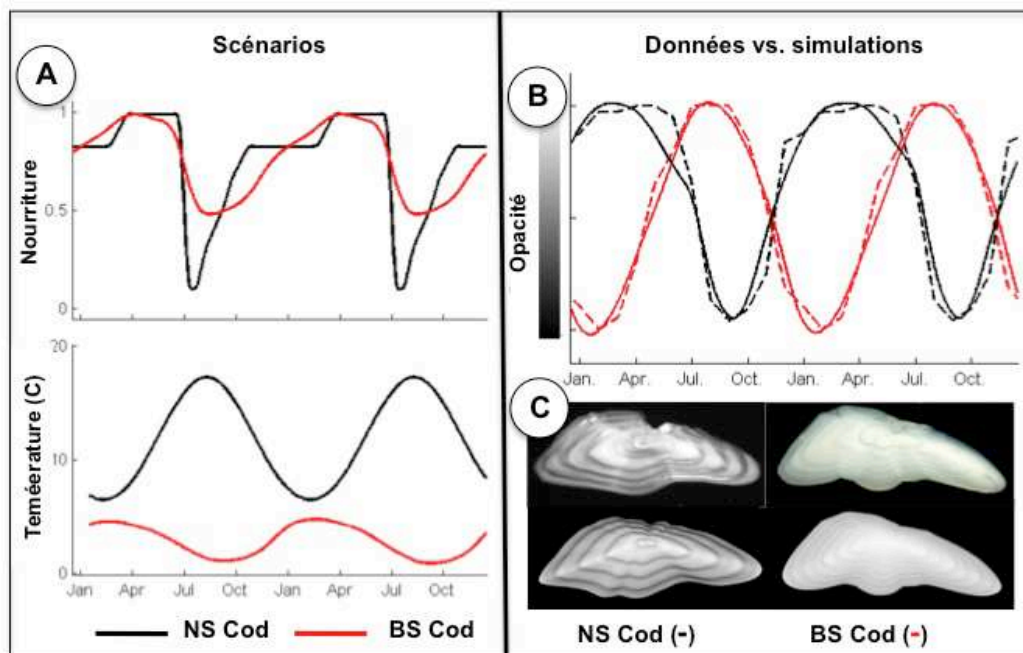 Scénarios
A
Nourriture
1
0.5
0
Teméerature (C)
20
10
0
Jan Apr Jul Oct Jan Apr Jul Oct
NS Cod BS Cod
Données vs. simulations
B
Opacité
Jan. Apr. Jul. Oct. Jan. Apr. Jul. Oct.
C
NS Cod (-) BS Cod (-)